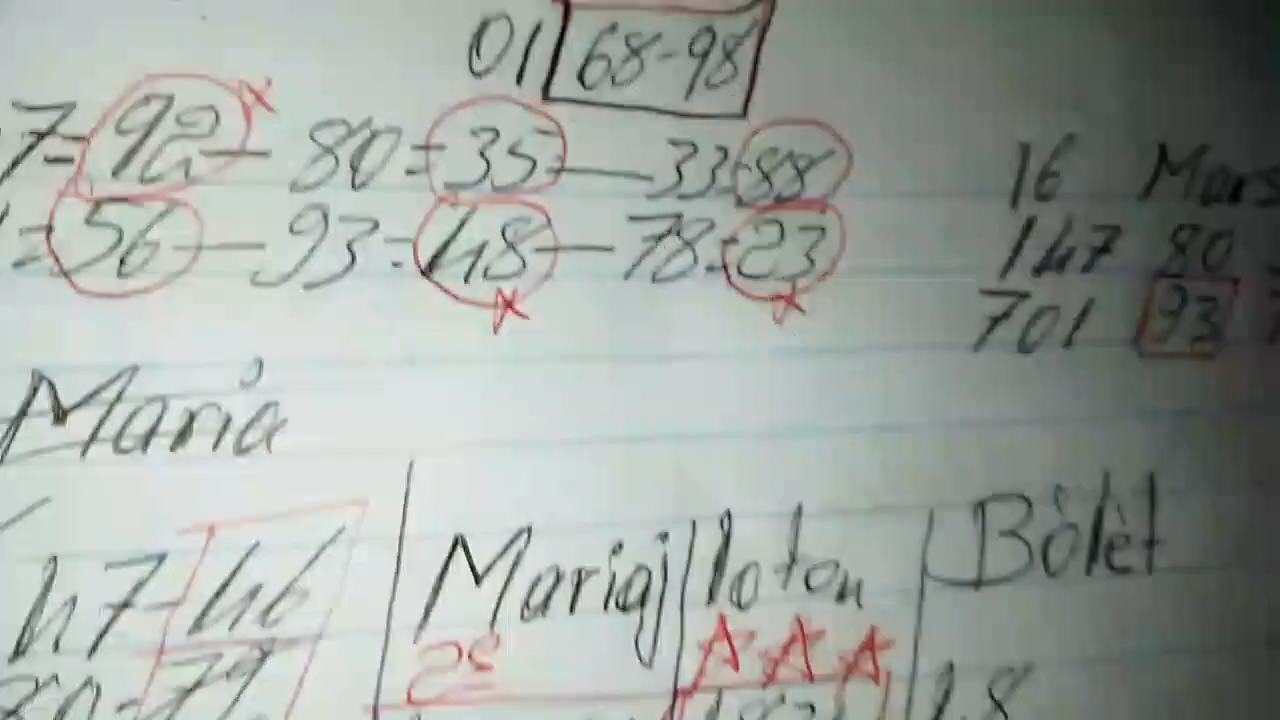 01 68-98
7=92 — 80=35 — 33=88
=56 — 93=48 — 78=23
16 Mars
147 80
701 93
Maria
47-46
Mariaj loton Bòlèt